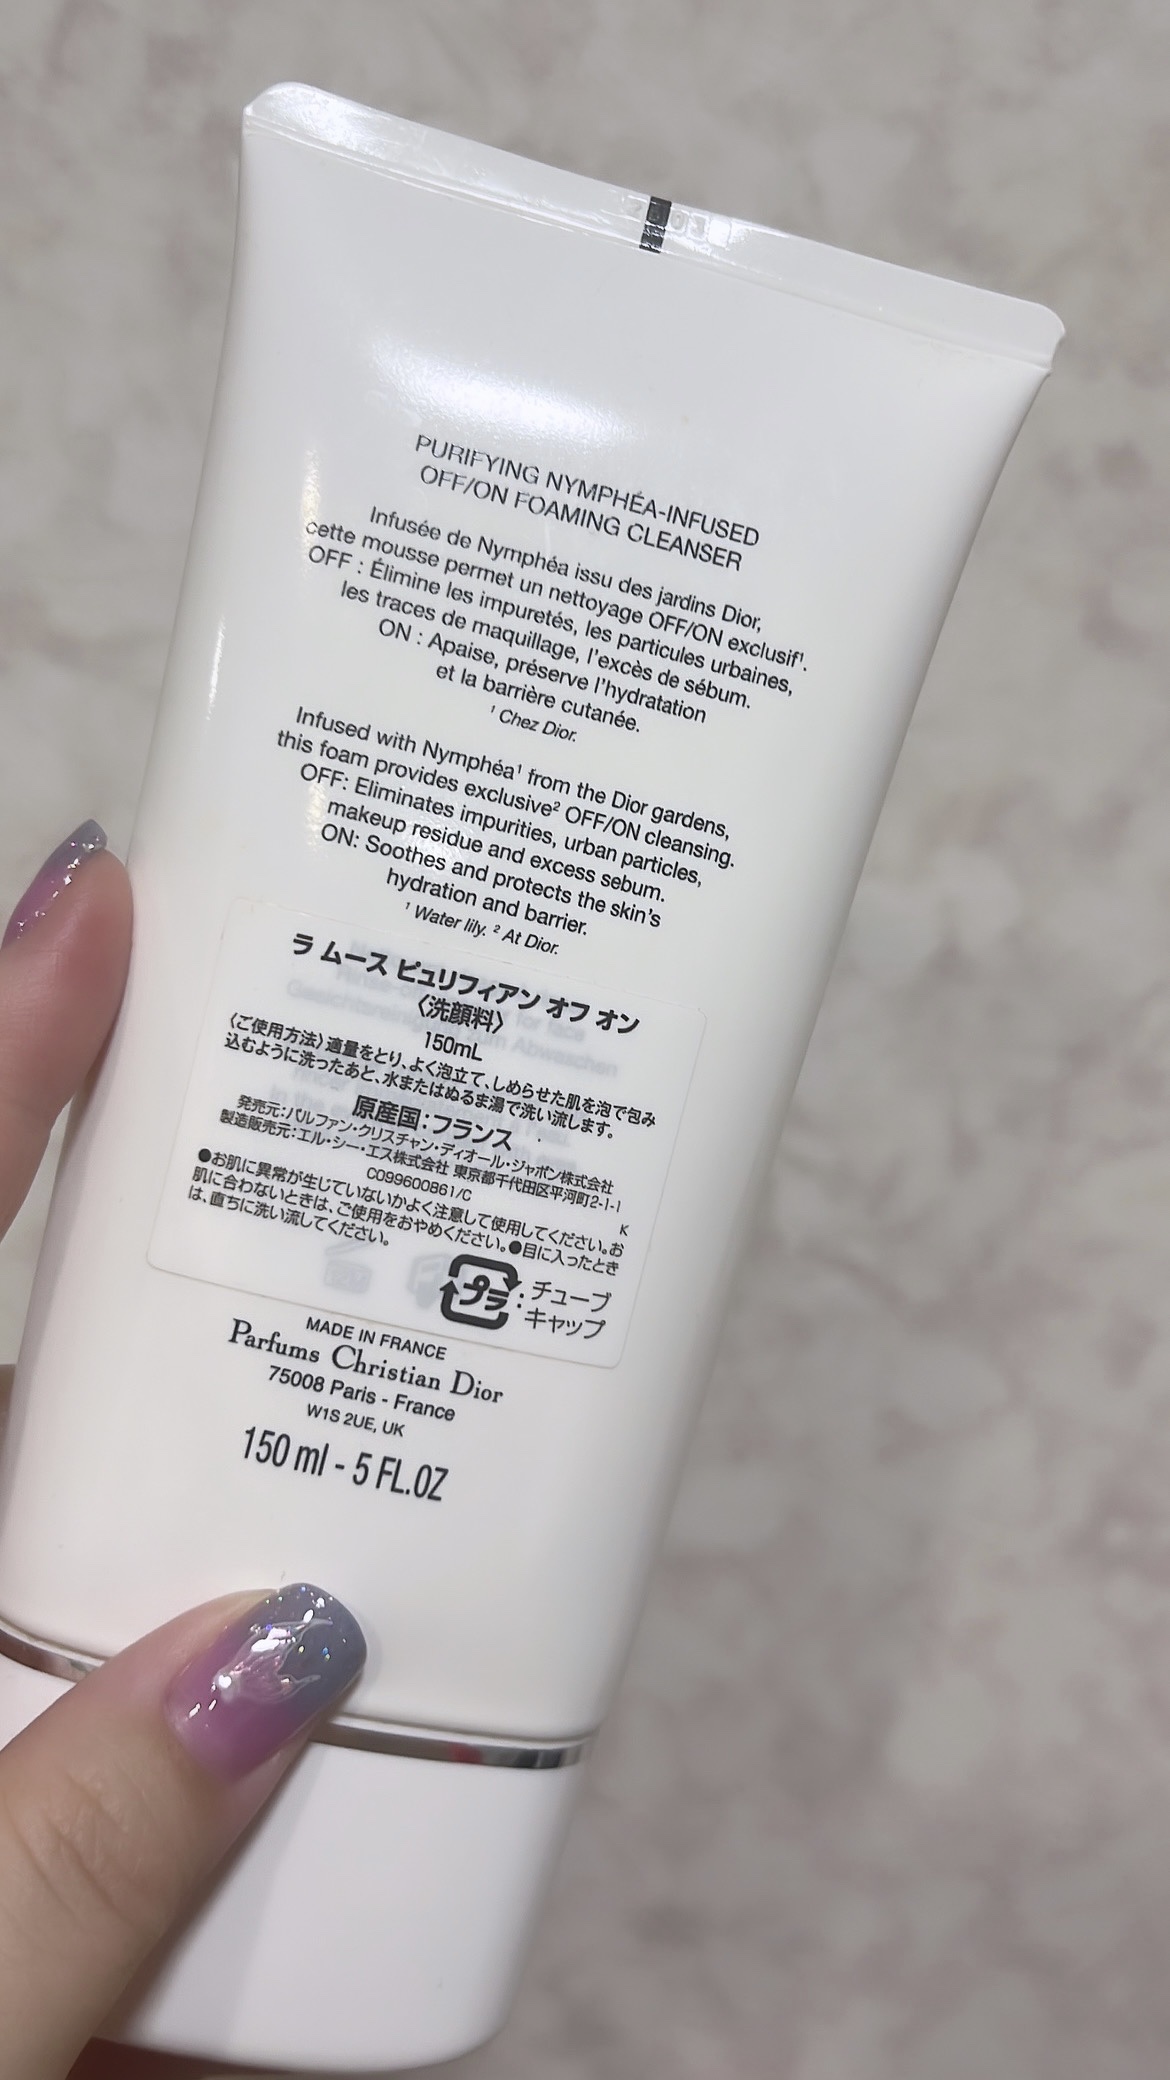 PURIFYING NYMPHÉA-INFUSED
OFF/ON FOAMING CLEANSER
Infusée de Nymphéa issu des jardins Dior,
cette mousse permet un nettoyage OFF/ON exclusif¹.
OFF : Élimine les impuretés, les particules urbaines,
les traces de maquillage, l'excès de sébum.
ON : Apaise, préserve l'hydratation
et la barrière cutanée.
¹ Chez Dior.
Infused with Nymphéa¹ from the Dior gardens,
this foam provides exclusive² OFF/ON cleansing.
OFF: Eliminates impurities, urban particles,
makeup residue and excess sebum.
ON: Soothes and protects the skin's
hydration and barrier.
¹ Water lily. ² At Dior.
ラ ムース ピュリフィアン オフ オン
〈洗顔料〉
150mL
〈ご使用方法〉適量をとり、よく泡立て、しめらせた肌を泡で包み
込むように洗ったあと、水またはぬるま湯で洗い流します。
原産国：フランス
発売元：パルファン・クリスチャン・ディオール・ジャポン株式会社
製造販売元：エル・シー・エス株式会社 東京都千代田区平河町2-1-1
C099600861/C
K
●お肌に異常が生じていないかよく注意して使用してください。お
肌に合わないときは、ご使用をおやめください。●目に入ったとき
は、直ちに洗い流してください。
プラ：チューブ
キャップ
MADE IN FRANCE
Parfums Christian Dior
75008 Paris - France
W1S 2UE, UK
150 ml - 5 FL.OZ